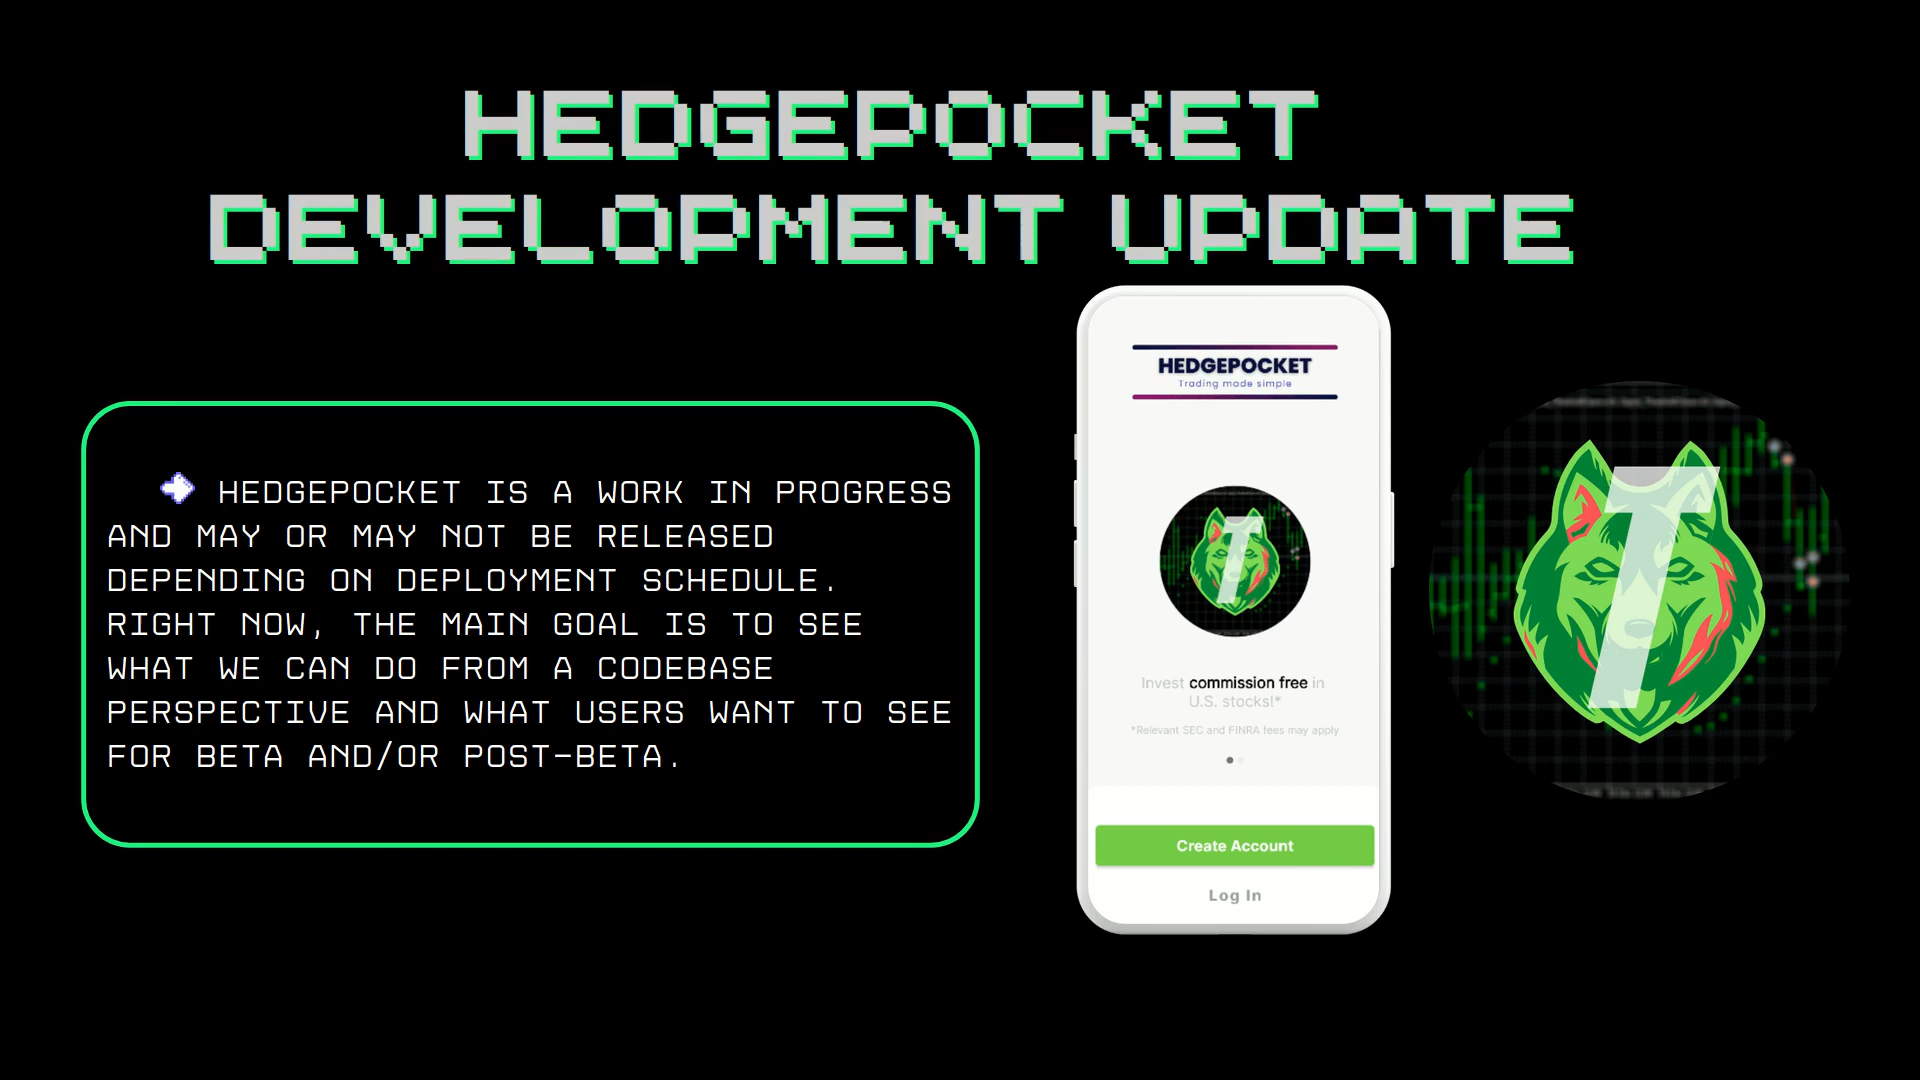 HEDGEPOCKET
DEVELOPMENT UPDATE
HEDGEPOCKET IS A WORK IN PROGRESS
AND MAY OR MAY NOT BE RELEASED
DEPENDING ON DEPLOYMENT SCHEDULE.
RIGHT NOW, THE MAIN GOAL IS TO SEE
WHAT WE CAN DO FROM A CODEBASE
PERSPECTIVE AND WHAT USERS WANT TO SEE
FOR BETA AND/OR POST-BETA.
HEDGEPOCKET
Trading made simple
T
Invest commission free in
U.S. stocks!*
*Relevant SEC and FINRA fees may apply
Create Account
Log In
T